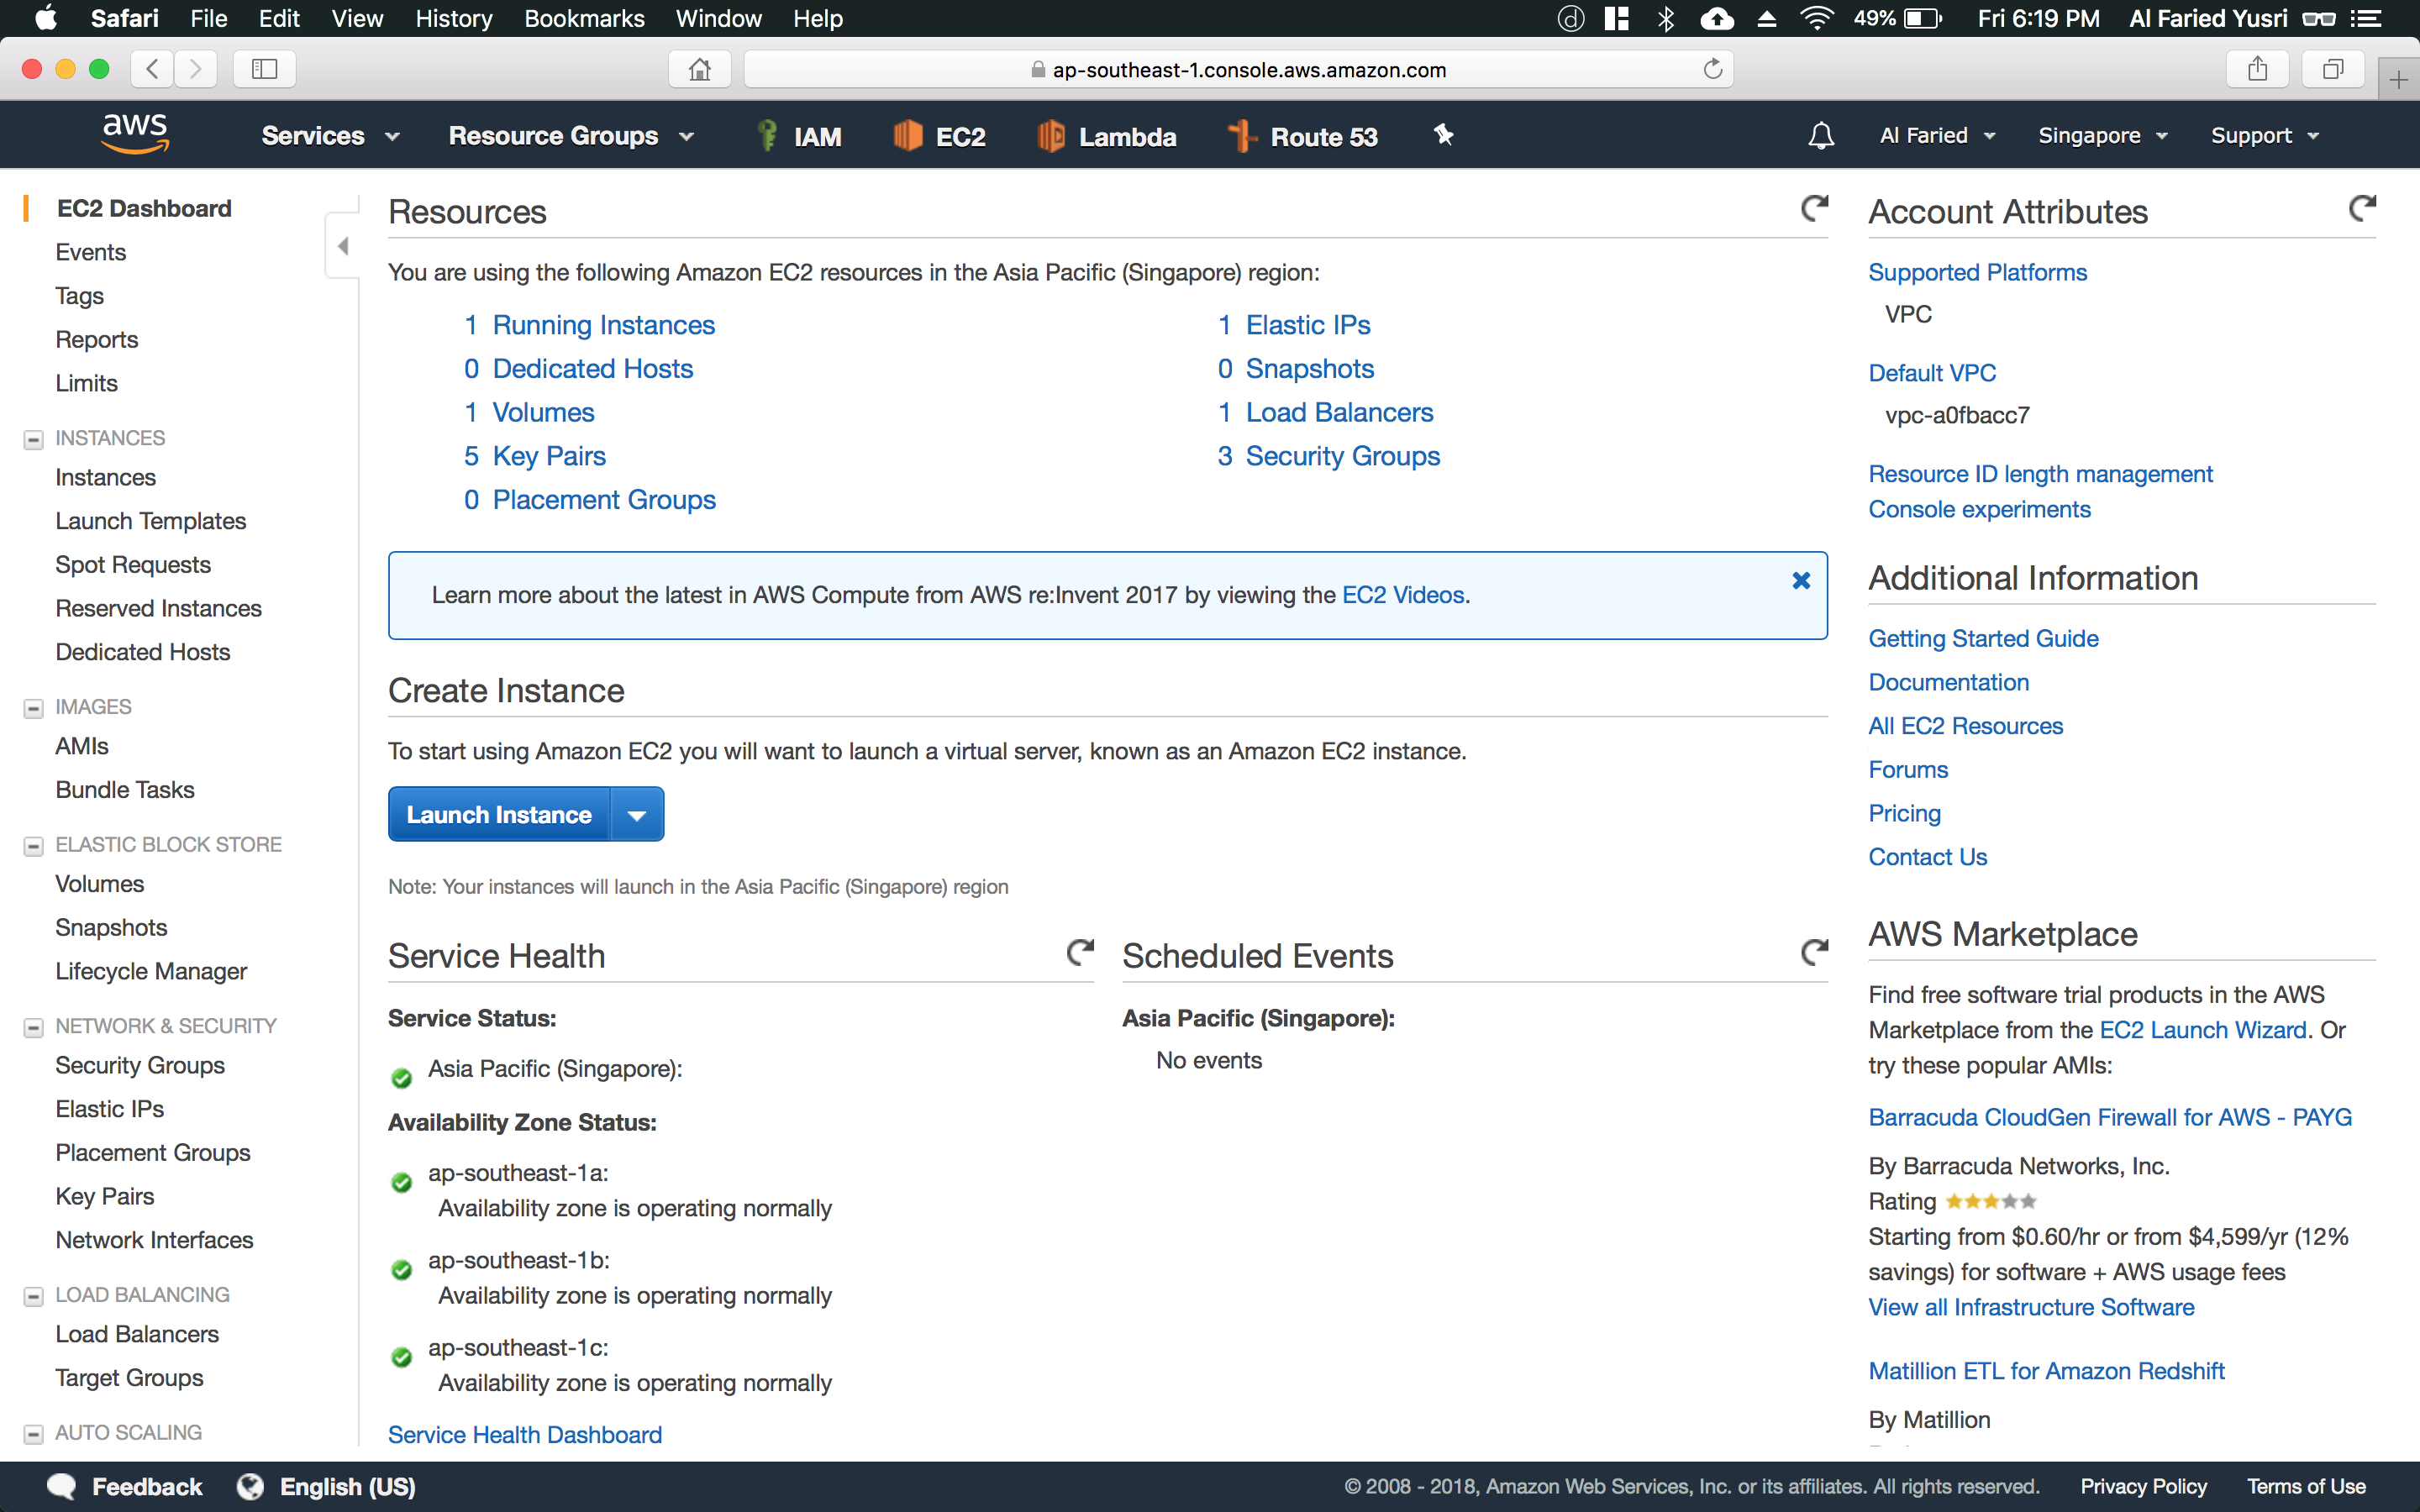 Safari File Edit View History Bookmarks Window Help
49% Fri 6:19 PM Al Faried Yusri
ap-southeast-1.console.aws.amazon.com
aws Services Resource Groups IAM EC2 Lambda Route 53 Al Faried Singapore Support
EC2 Dashboard
Events
Tags
Reports
Limits
INSTANCES
Instances
Launch Templates
Spot Requests
Reserved Instances
Dedicated Hosts
IMAGES
AMIs
Bundle Tasks
ELASTIC BLOCK STORE
Volumes
Snapshots
Lifecycle Manager
NETWORK & SECURITY
Security Groups
Elastic IPs
Placement Groups
Key Pairs
Network Interfaces
LOAD BALANCING
Load Balancers
Target Groups
AUTO SCALING
Resources
You are using the following Amazon EC2 resources in the Asia Pacific (Singapore) region:
1 Running Instances
0 Dedicated Hosts
1 Volumes
5 Key Pairs
0 Placement Groups
1 Elastic IPs
0 Snapshots
1 Load Balancers
3 Security Groups
Learn more about the latest in AWS Compute from AWS re:Invent 2017 by viewing the EC2 Videos.
Create Instance
To start using Amazon EC2 you will want to launch a virtual server, known as an Amazon EC2 instance.
Launch Instance
Note: Your instances will launch in the Asia Pacific (Singapore) region
Service Health
Service Status:
Asia Pacific (Singapore):
Availability Zone Status:
ap-southeast-1a:
Availability zone is operating normally
ap-southeast-1b:
Availability zone is operating normally
ap-southeast-1c:
Availability zone is operating normally
Service Health Dashboard
Scheduled Events
Asia Pacific (Singapore):
No events
Account Attributes
Supported Platforms
VPC
Default VPC
vpc-a0fbacc7
Resource ID length management
Console experiments
Additional Information
Getting Started Guide
Documentation
All EC2 Resources
Forums
Pricing
Contact Us
AWS Marketplace
Find free software trial products in the AWS
Marketplace from the EC2 Launch Wizard. Or
try these popular AMIs:
Barracuda CloudGen Firewall for AWS - PAYG
By Barracuda Networks, Inc.
Rating
Starting from $0.60/hr or from $4,599/yr (12%
savings) for software + AWS usage fees
View all Infrastructure Software
Matillion ETL for Amazon Redshift
By Matillion
Feedback English (US)
© 2008 - 2018, Amazon Web Services, Inc. or its affiliates. All rights reserved. Privacy Policy Terms of Use